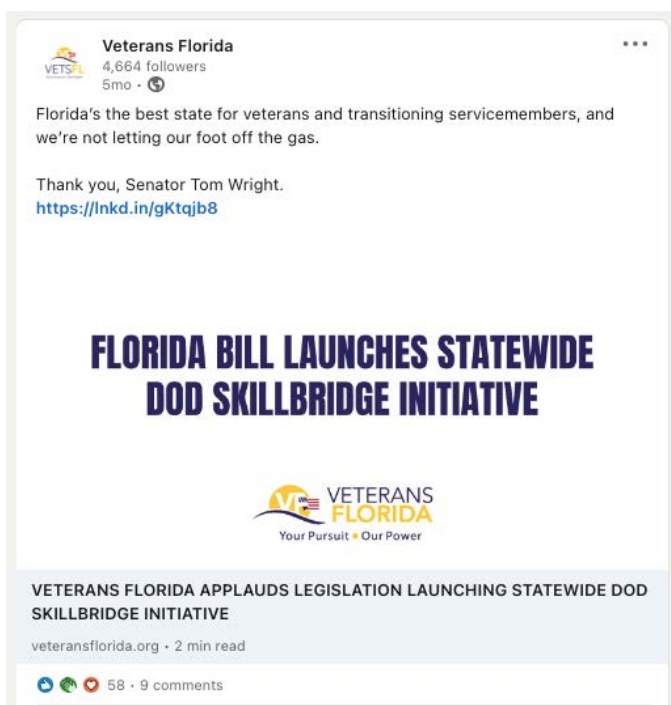 Veterans Florida
4,664 followers
5mo •
Florida's the best state for veterans and transitioning servicemembers, and
we're not letting our foot off the gas.
Thank you, Senator Tom Wright.
https://lnkd.in/gKtqjb8
FLORIDA BILL LAUNCHES STATEWIDE
DOD SKILLBRIDGE INITIATIVE
VETERANS
FLORIDA
Your Pursuit • Our Power
VETERANS FLORIDA APPLAUDS LEGISLATION LAUNCHING STATEWIDE DOD
SKILLBRIDGE INITIATIVE
veteransflorida.org • 2 min read
58 • 9 comments